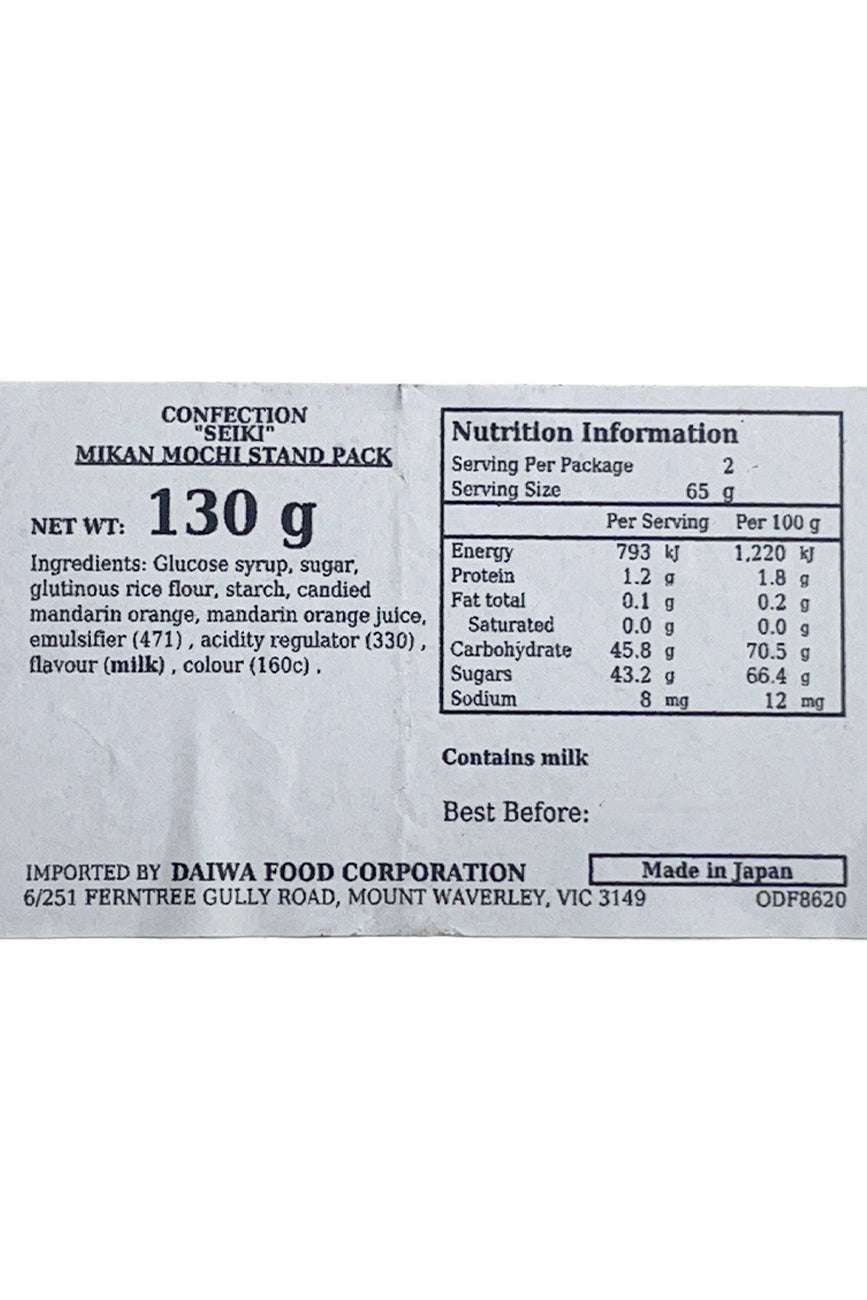 CONFECTION
"SEIKI"
MIKAN MOCHI STAND PACK
NET WT: 130 g
Ingredients: Glucose syrup, sugar,
glutinous rice flour, starch, candied
mandarin orange, mandarin orange juice,
emulsifier (471) , acidity regulator (330) ,
flavour (milk) , colour (160c) .
Nutrition Information
Serving Per Package 2
Serving Size 65 g
Per Serving Per 100 g
Energy 793 kJ 1,220 kJ
Protein 1.2 g 1.8 g
Fat total 0.1 g 0.2 g
Saturated 0.0 g 0.0 g
Carbohydrate 45.8 g 70.5 g
Sugars 43.2 g 66.4 g
Sodium 8 mg 12 mg
Contains milk
Best Before:
IMPORTED BY DAIWA FOOD CORPORATION
6/251 FERNTREE GULLY ROAD, MOUNT WAVERLEY, VIC 3149
Made in Japan
ODF8620